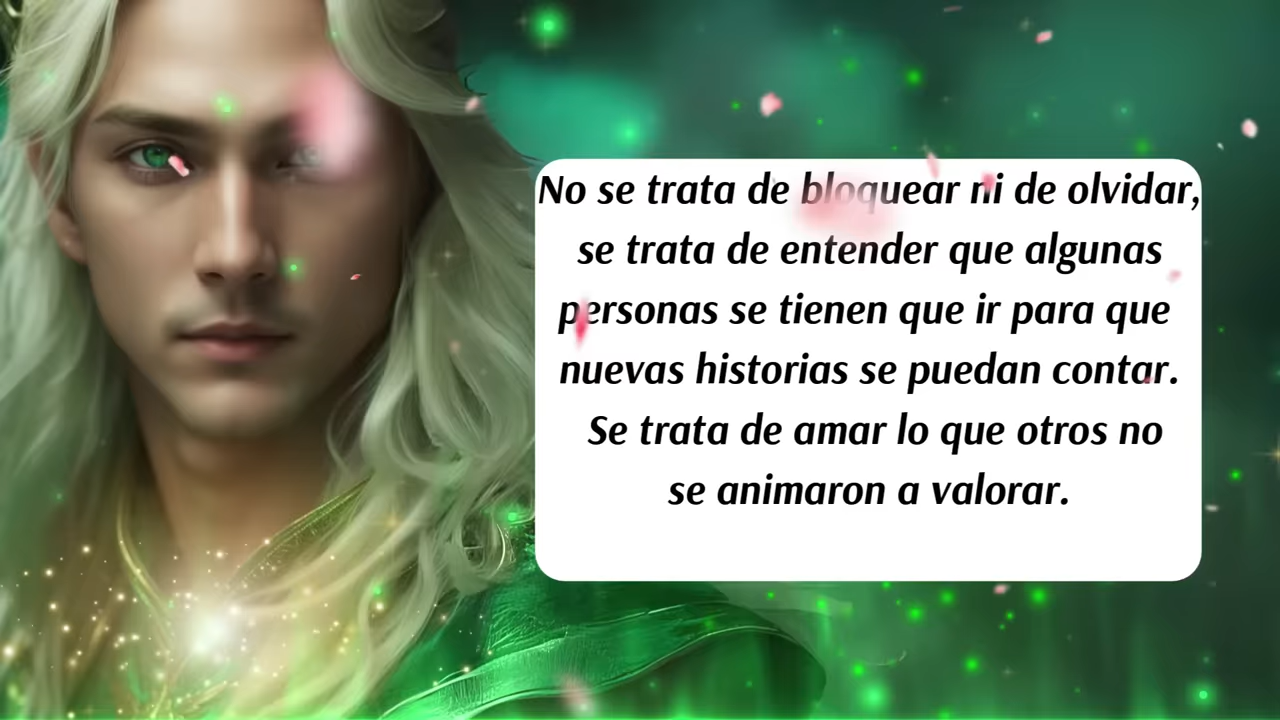 No se trata de bloquear ni de olvidar,
se trata de entender que algunas
personas se tienen que ir para que
nuevas historias se puedan contar.
Se trata de amar lo que otros no
se animaron a valorar.